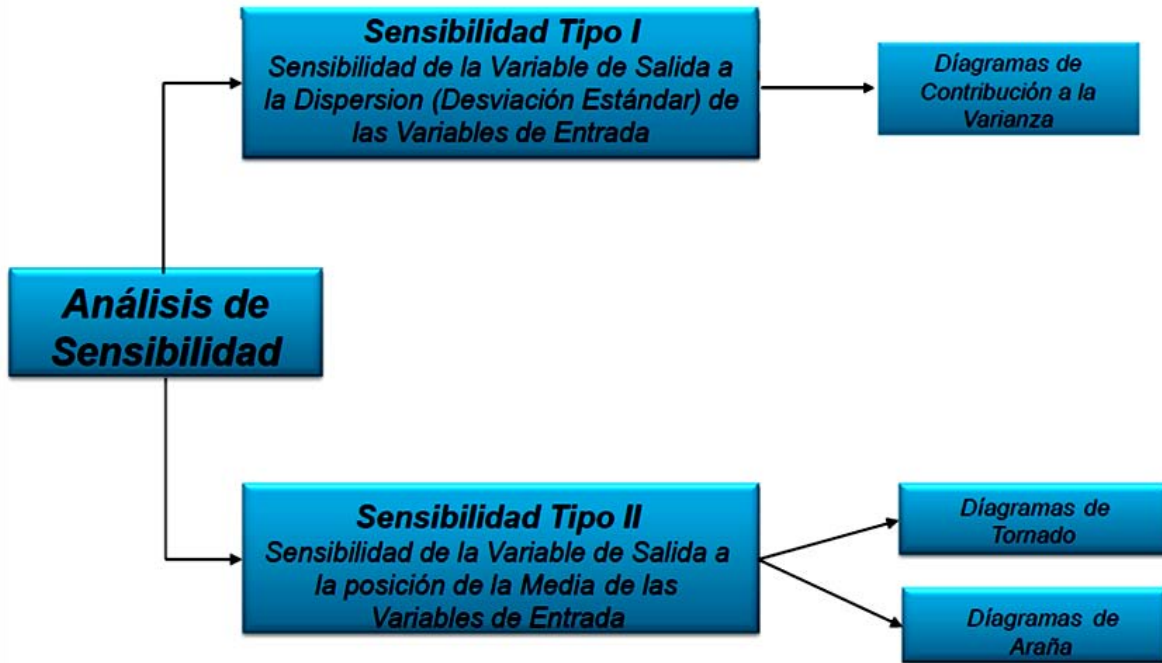 Sensibilidad Tipo I
Sensibilidad de la Variable de Salida a
la Dispersion (Desviación Estándar) de
las Variables de Entrada
Díagramas de
Contribución a la
Varianza
Análisis de
Sensibilidad
Sensibilidad Tipo II
Sensibilidad de la Variable de Salida a
la posición de la Media de las
Variables de Entrada
Díagramas de
Tornado
Díagramas de
Araña